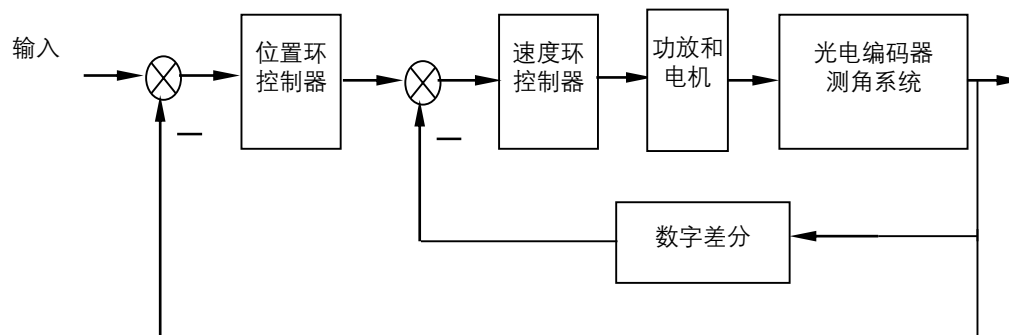 输入
位置环
控制器
速度环
控制器
功放和
电机
光电编码器
测角系统
数字差分